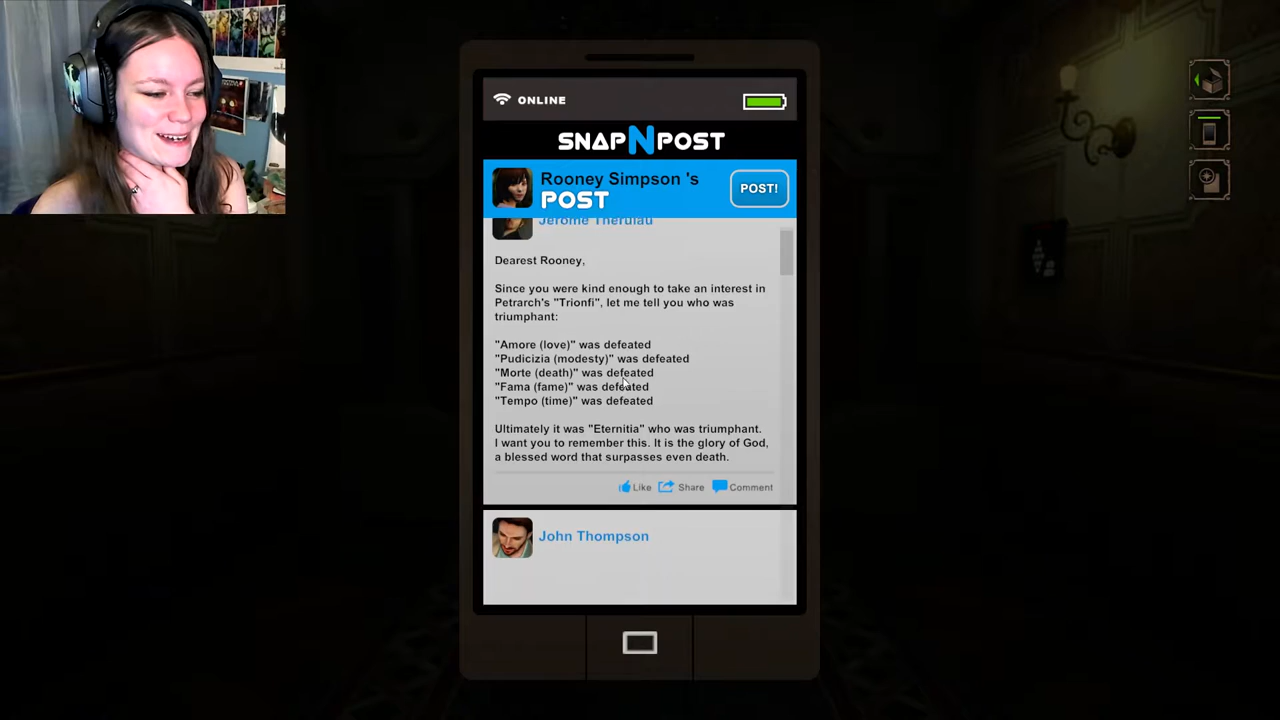 ONLINE
SNAPNPOST
Rooney Simpson 's
POST
POST!
Jerome Therulau
Dearest Rooney,
Since you were kind enough to take an interest in
Petrarch's "Trionfi", let me tell you who was
triumphant:
"Amore (love)" was defeated
"Pudicizia (modesty)" was defeated
"Morte (death)" was defeated
"Fama (fame)" was defeated
"Tempo (time)" was defeated
Ultimately it was "Eternitia" who was triumphant.
I want you to remember this. It is the glory of God,
a blessed word that surpasses even death.
Like Share Comment
John Thompson